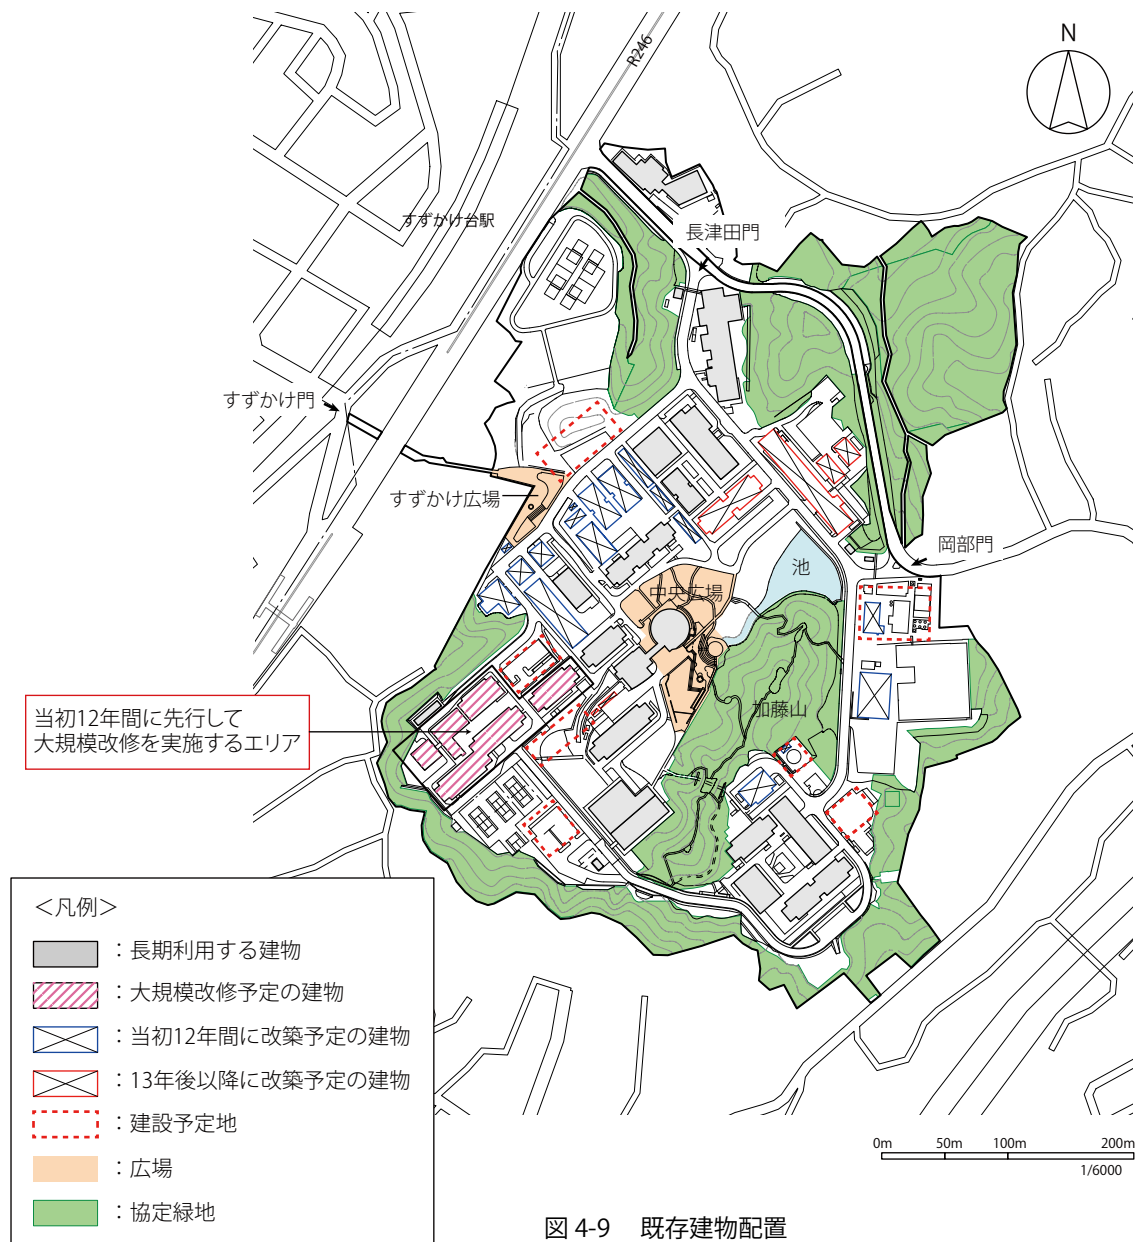 N
R246
すずかけ台駅
長津田門
すずかけ門
すずかけ広場
岡部門
池
中央広場
加藤山
当初12年間に先行して
大規模改修を実施するエリア
＜凡例＞
：長期利用する建物
：大規模改修予定の建物
：当初12年間に改築予定の建物
：13年後以降に改築予定の建物
：建設予定地
：広場
：協定緑地
0m 50m 100m 200m
1/6000
図 4-9 既存建物配置